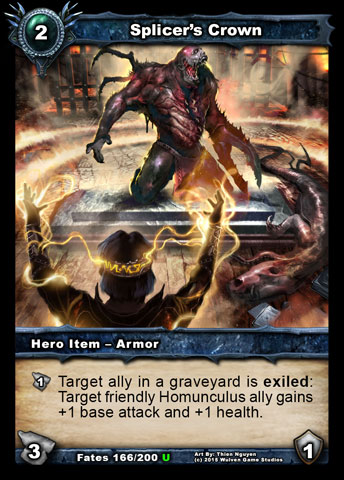 2
Splicer's Crown
Hero Item – Armor
1 Target ally in a graveyard is exiled:
Target friendly Homunculus ally gains
+1 base attack and +1 health.
3
Fates 166/200 U
Art By: Thien Nguyen
(c) 2015 Wulven Game Studios
1